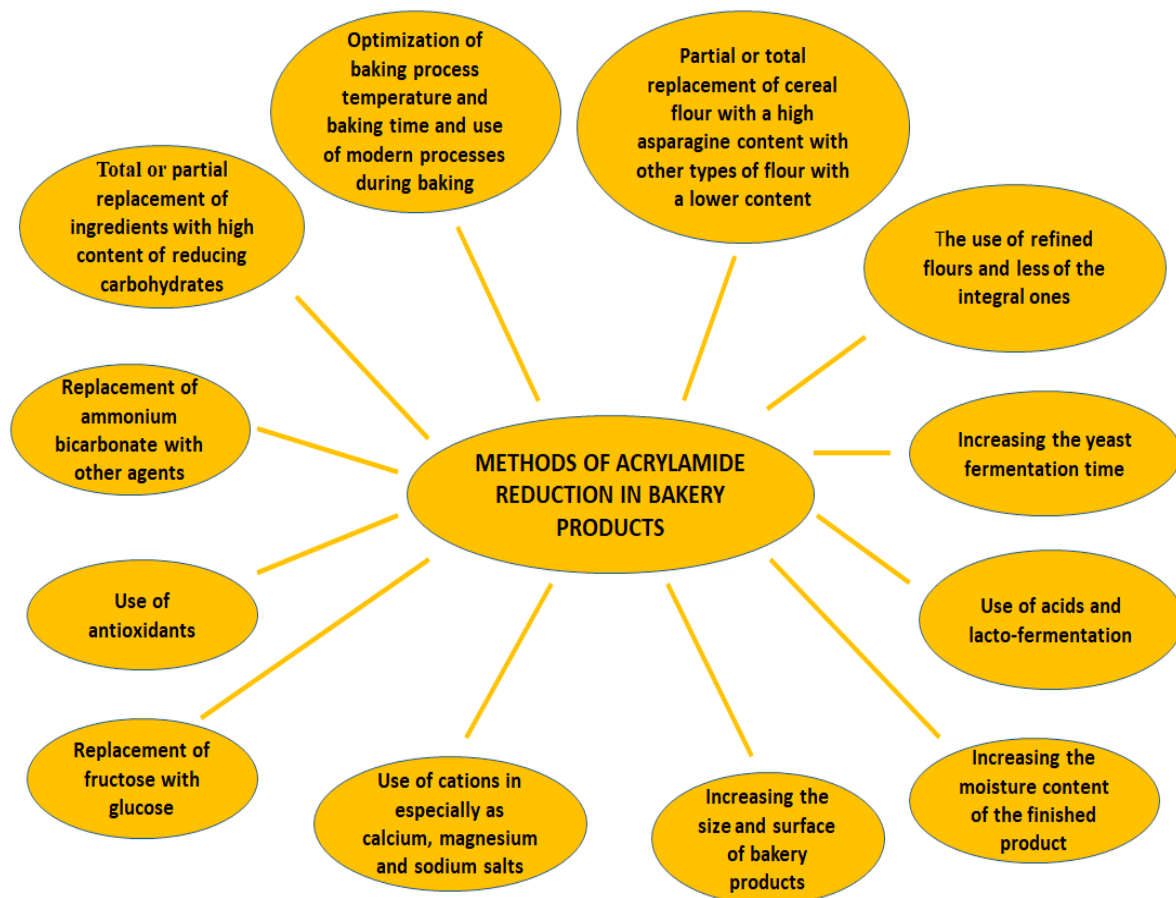 Optimization of
baking process
temperature and
baking time and use
of modern processes
during baking
Partial or total
replacement of cereal
flour with a high
asparagine content with
other types of flour with
a lower content
Total or partial
replacement of
ingredients with high
content of reducing
carbohydrates
The use of refined
flours and less of the
integral ones
Replacement of
ammonium
bicarbonate with
other agents
METHODS OF ACRYLAMIDE
REDUCTION IN BAKERY
PRODUCTS
Increasing the yeast
fermentation time
Use of
antioxidants
Use of acids and
lacto-fermentation
Replacement of
fructose with
glucose
Use of cations in
especially as
calcium, magnesium
and sodium salts
Increasing the
size and surface
of bakery
products
Increasing the
moisture content
of the finished
product